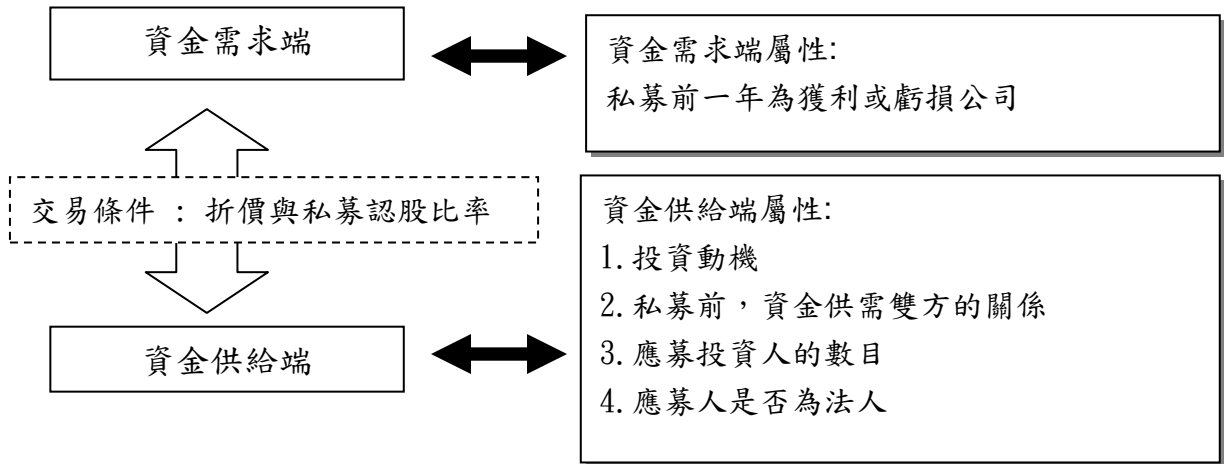 資金需求端
資金需求端屬性:
私募前一年為獲利或虧損公司
交易條件 : 折價與私募認股比率
資金供給端
資金供給端屬性:
1.投資動機
2.私募前，資金供需雙方的關係
3.應募投資人的數目
4.應募人是否為法人